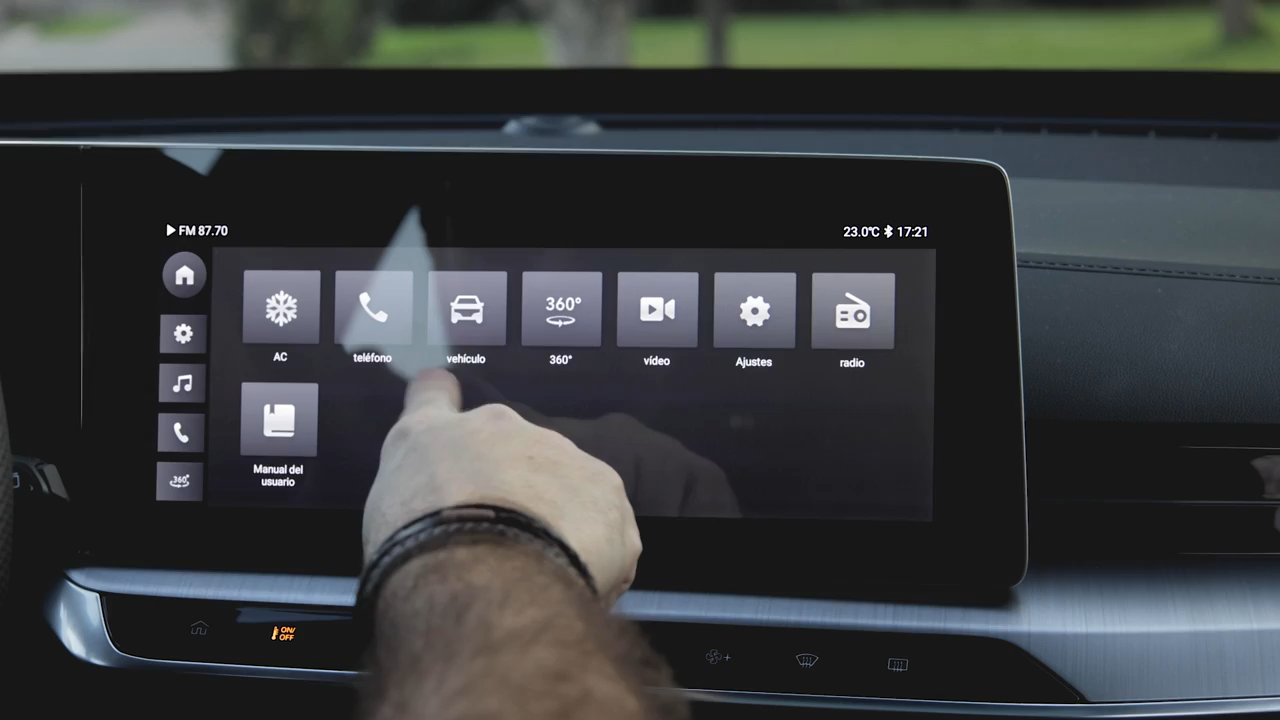 FM 87.70
23.0℃ 17:21
AC
teléfono
vehículo
360°
360°
vídeo
Ajustes
radio
Manual del
usuario
360°
ON/
OFF